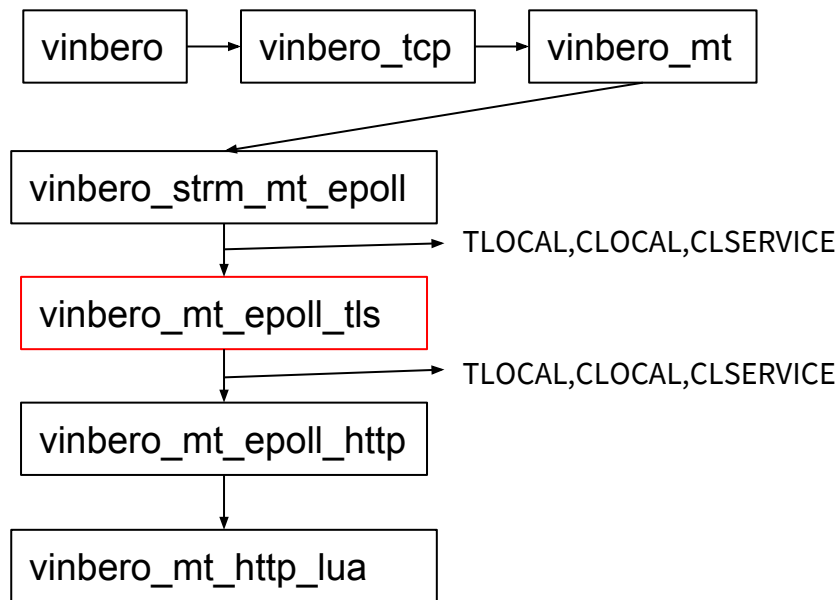 vinbero
vinbero_tcp
vinbero_mt
vinbero_strm_mt_epoll
TLOCAL,CLOCAL,CLSERVICE
vinbero_mt_epoll_tls
TLOCAL,CLOCAL,CLSERVICE
vinbero_mt_epoll_http
vinbero_mt_http_lua